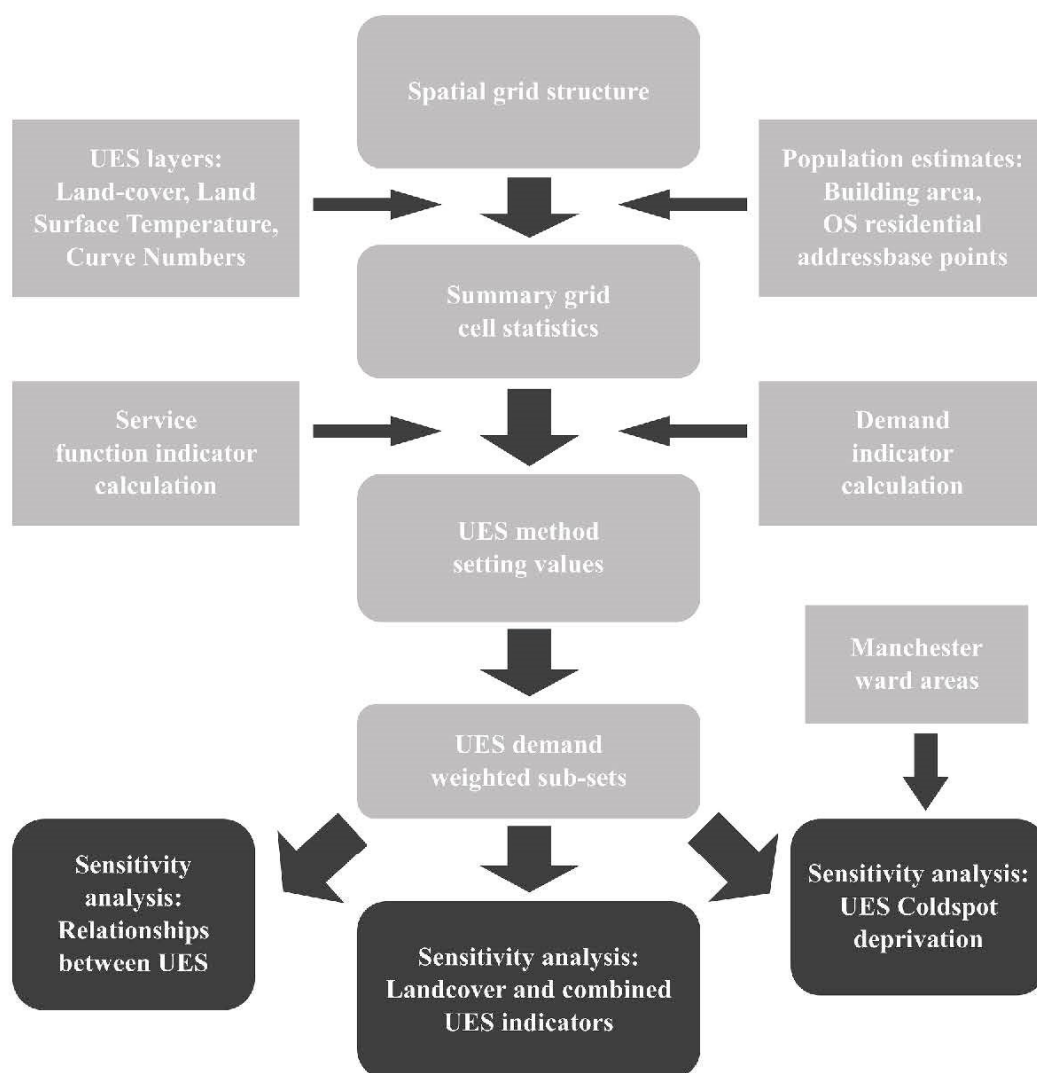 Spatial grid structure
UES layers:
Land-cover, Land
Surface Temperature,
Curve Numbers
Population estimates:
Building area,
OS residential
addressbase points
Summary grid
cell statistics
Service
function indicator
calculation
Demand
indicator
calculation
UES method
setting values
Manchester
ward areas
UES demand
weighted sub-sets
Sensitivity
analysis:
Relationships
between UES
Sensitivity analysis:
Landcover and combined
UES indicators
Sensitivity analysis:
UES Coldspot
deprivation